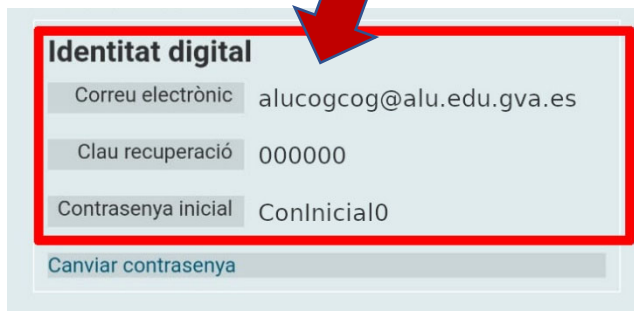 Identitat digital
Correu electrònic alucogcog@alu.edu.gva.es
Clau recuperació 000000
Contrasenya inicial ConInicial0
Canviar contrasenya